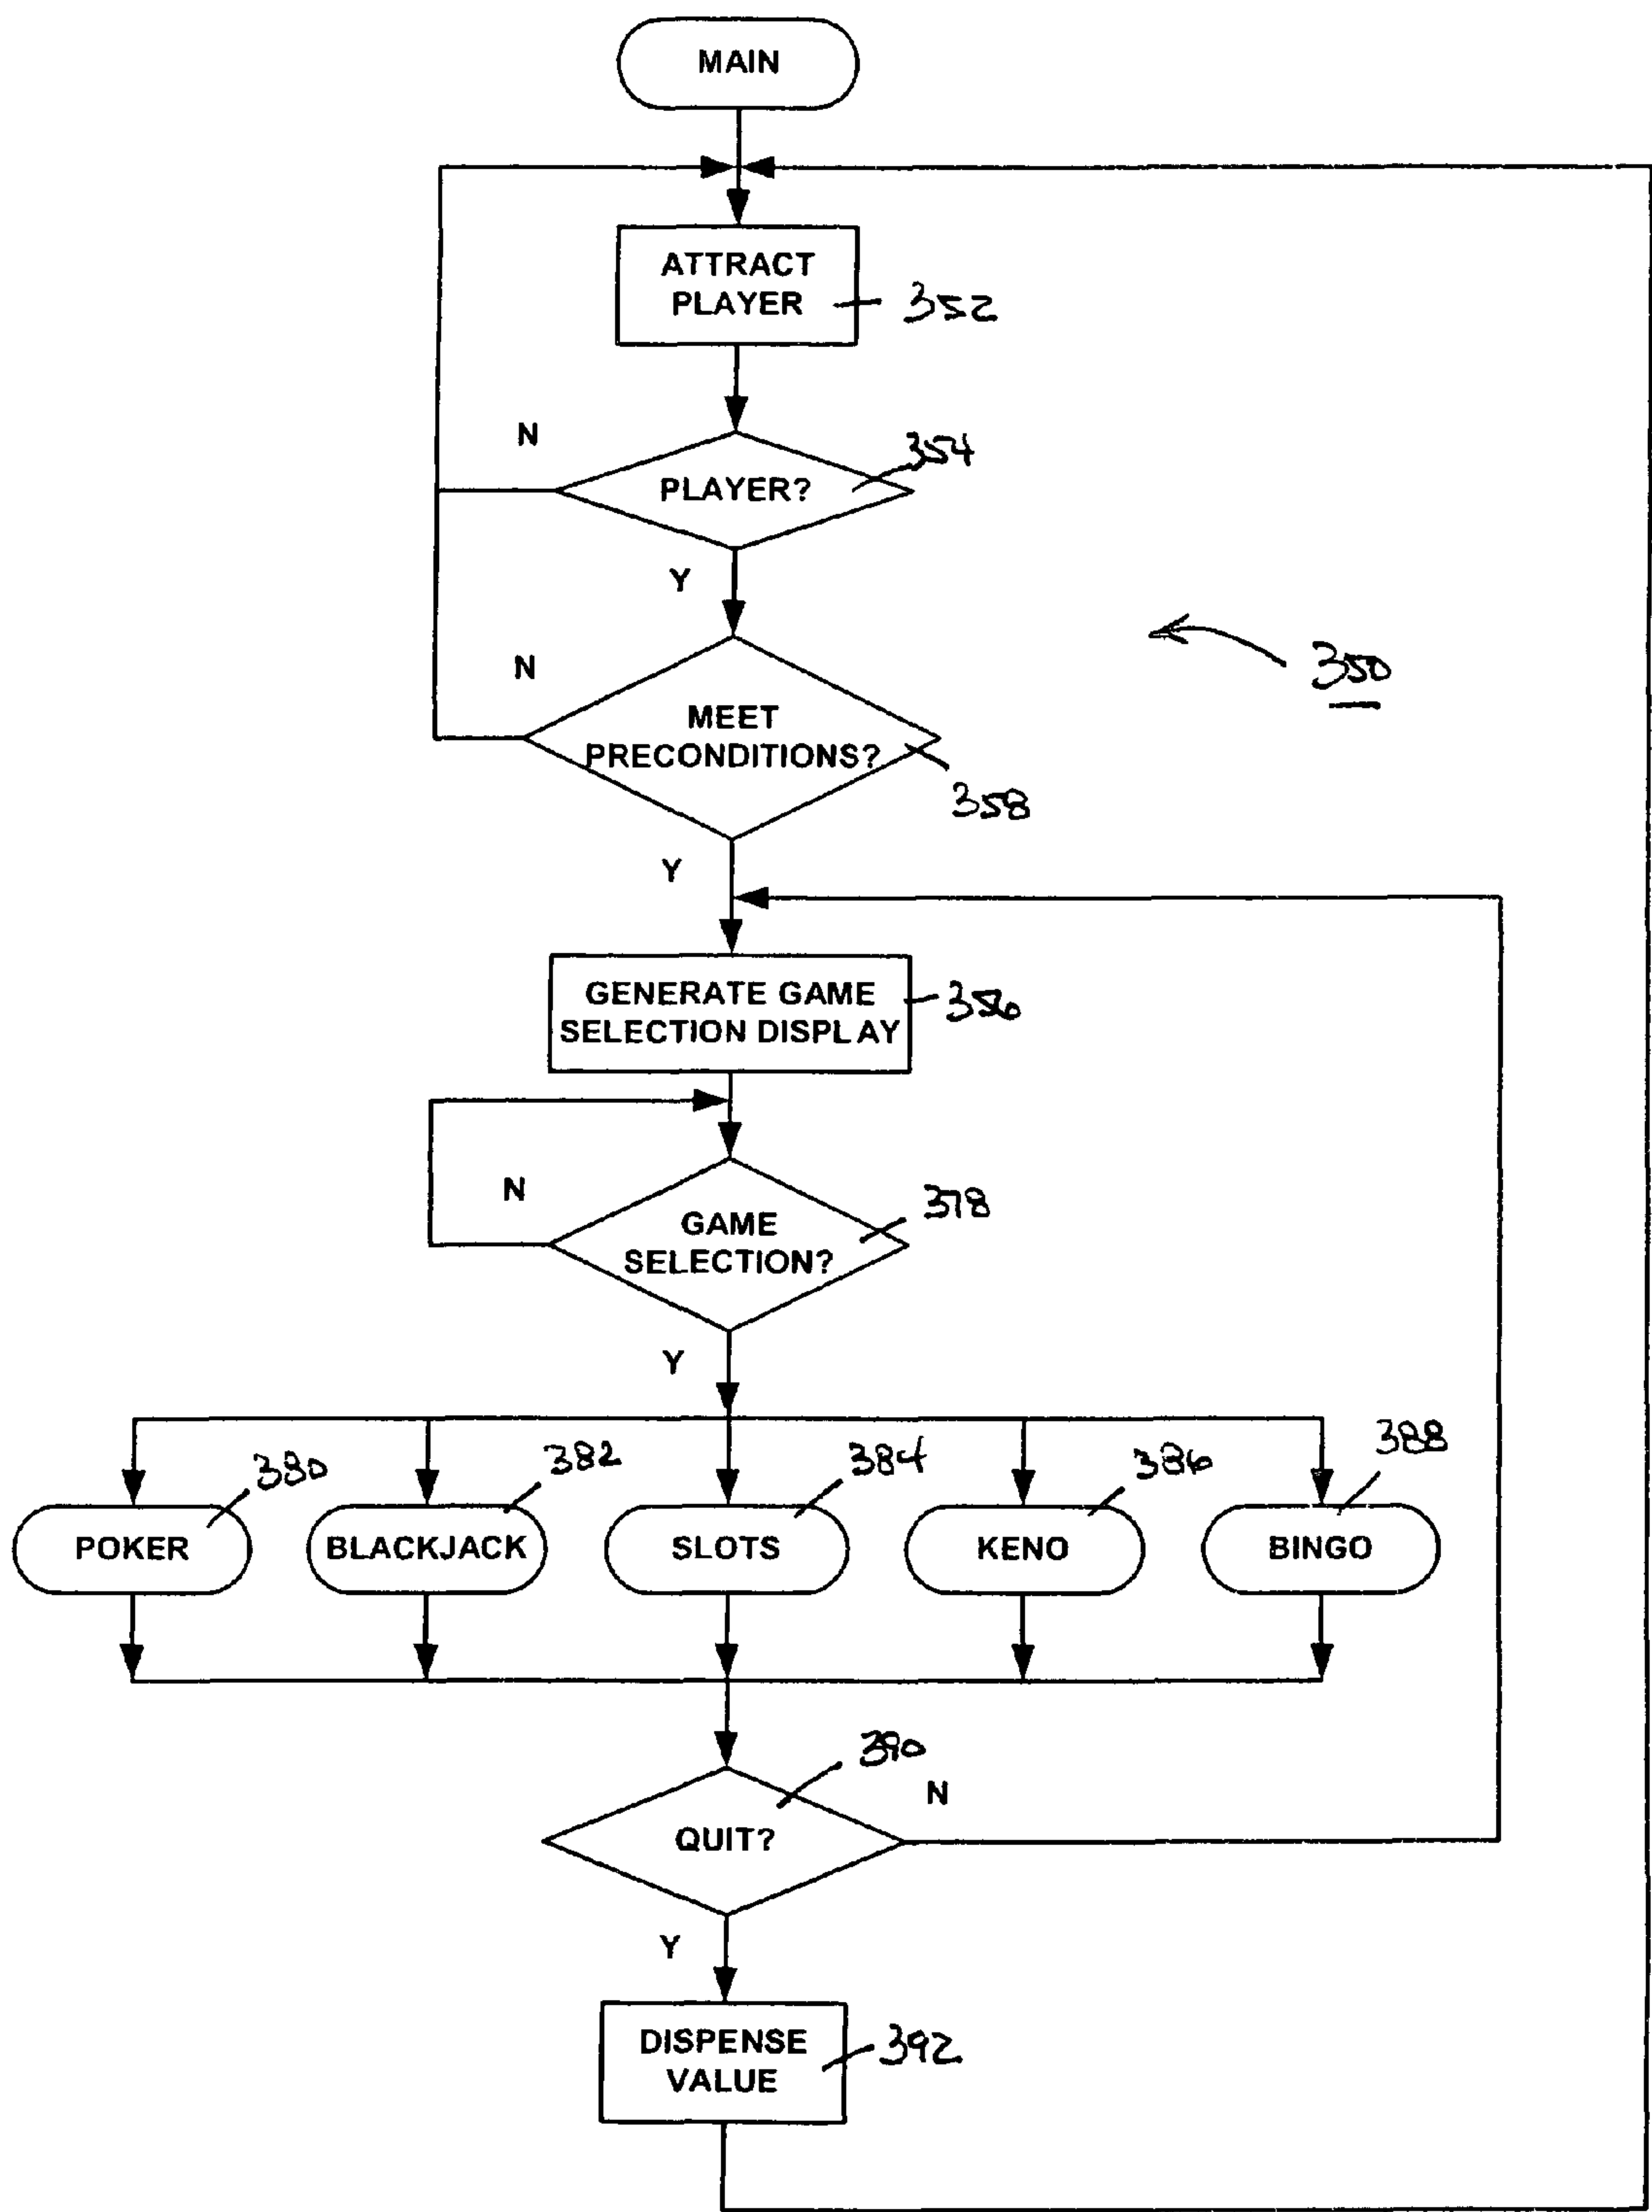 MAIN
ATTRACT
PLAYER
352
N
354
PLAYER?
Y
N
350
MEET
PRECONDITIONS?
358
Y
GENERATE GAME
SELECTION DISPLAY
356
N
378
GAME
SELECTION?
Y
380
382
384
386
388
POKER
BLACKJACK
SLOTS
KENO
BINGO
390
N
QUIT?
Y
DISPENSE
VALUE
392